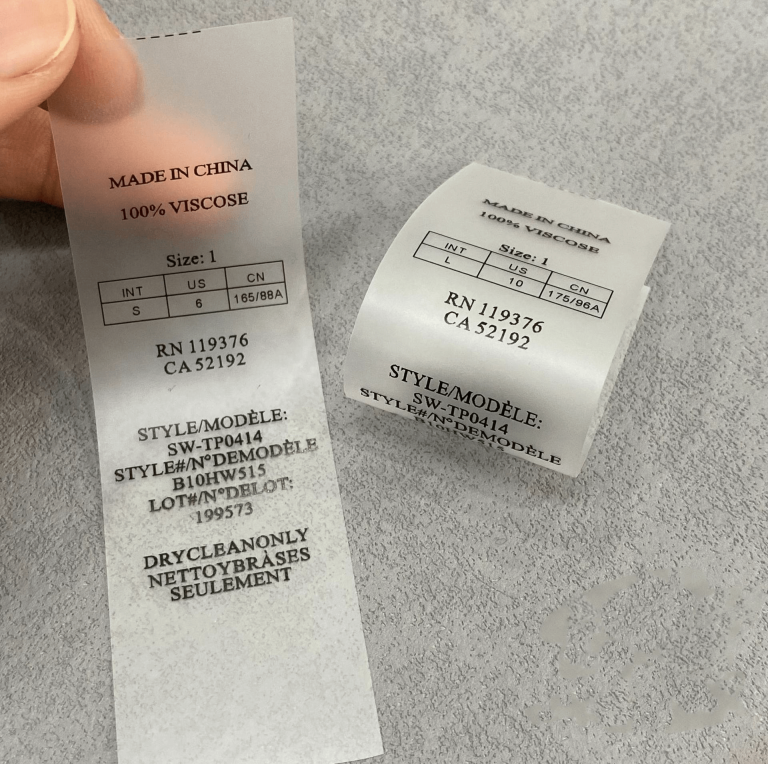 MADE IN CHINA
100% VISCOSE
Size: 1
INT US CN
S 6 165/88A
RN 119376
CA 52192
STYLE/MODÈLE:
SW-TP0414
STYLE#/N°DEMODÈLE
B10HW515
LOT#/N°DELOT:
199573
DRYCLEANONLY
NETTOYBRÀSES
SEULEMENT
MADE IN CHINA
100% VISCOSE
Size: 1
INT US CN
L 10 175/96A
RN 119376
CA 52192
STYLE/MODÈLE:
SW-TP0414
STYLE#/N°DEMODÈLE
B10HW515